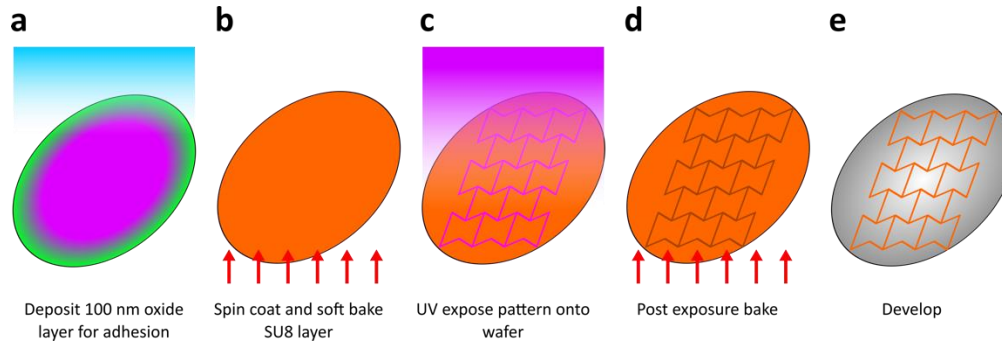 a
b
c
d
e
Deposit 100 nm oxide
layer for adhesion
Spin coat and soft bake
SU8 layer
UV expose pattern onto
wafer
Post exposure bake
Develop